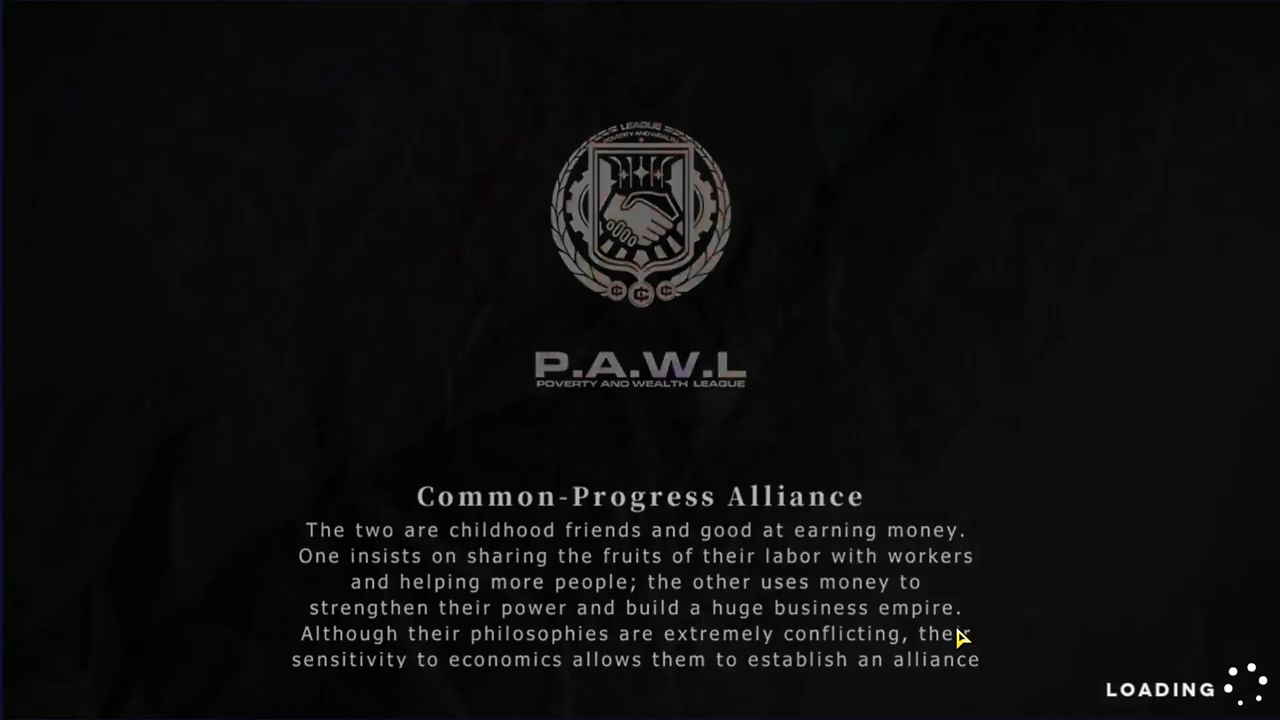 LEAGUE
POVERTY AND WEALTH
P.A.W.L
POVERTY AND WEALTH LEAGUE
Common-Progress Alliance
The two are childhood friends and good at earning money.
One insists on sharing the fruits of their labor with workers
and helping more people; the other uses money to
strengthen their power and build a huge business empire.
Although their philosophies are extremely conflicting, their
sensitivity to economics allows them to establish an alliance
LOADING